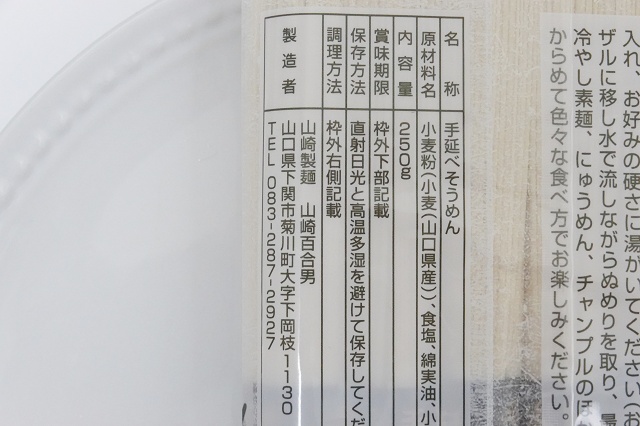 入れ、お好みの硬さに湯がいてください(お
ザルに移し水で流しながらぬめりを取り、
冷やし素麺、にゅうめん、チャンプルのほ
からめて色々な食べ方でお楽しみください。
名称 手延べそうめん
原材料名 小麦粉(小麦(山口県産))、食塩、綿実油、小
内容量 250g
賞味期限 枠外下部記載
保存方法 直射日光と高温多湿を避けて保存してくだ
調理方法 枠外右側記載
製造者 山崎製麺 山崎百合男
山口県下関市菊川町大字下岡枝1130
TEL 083-287-2927